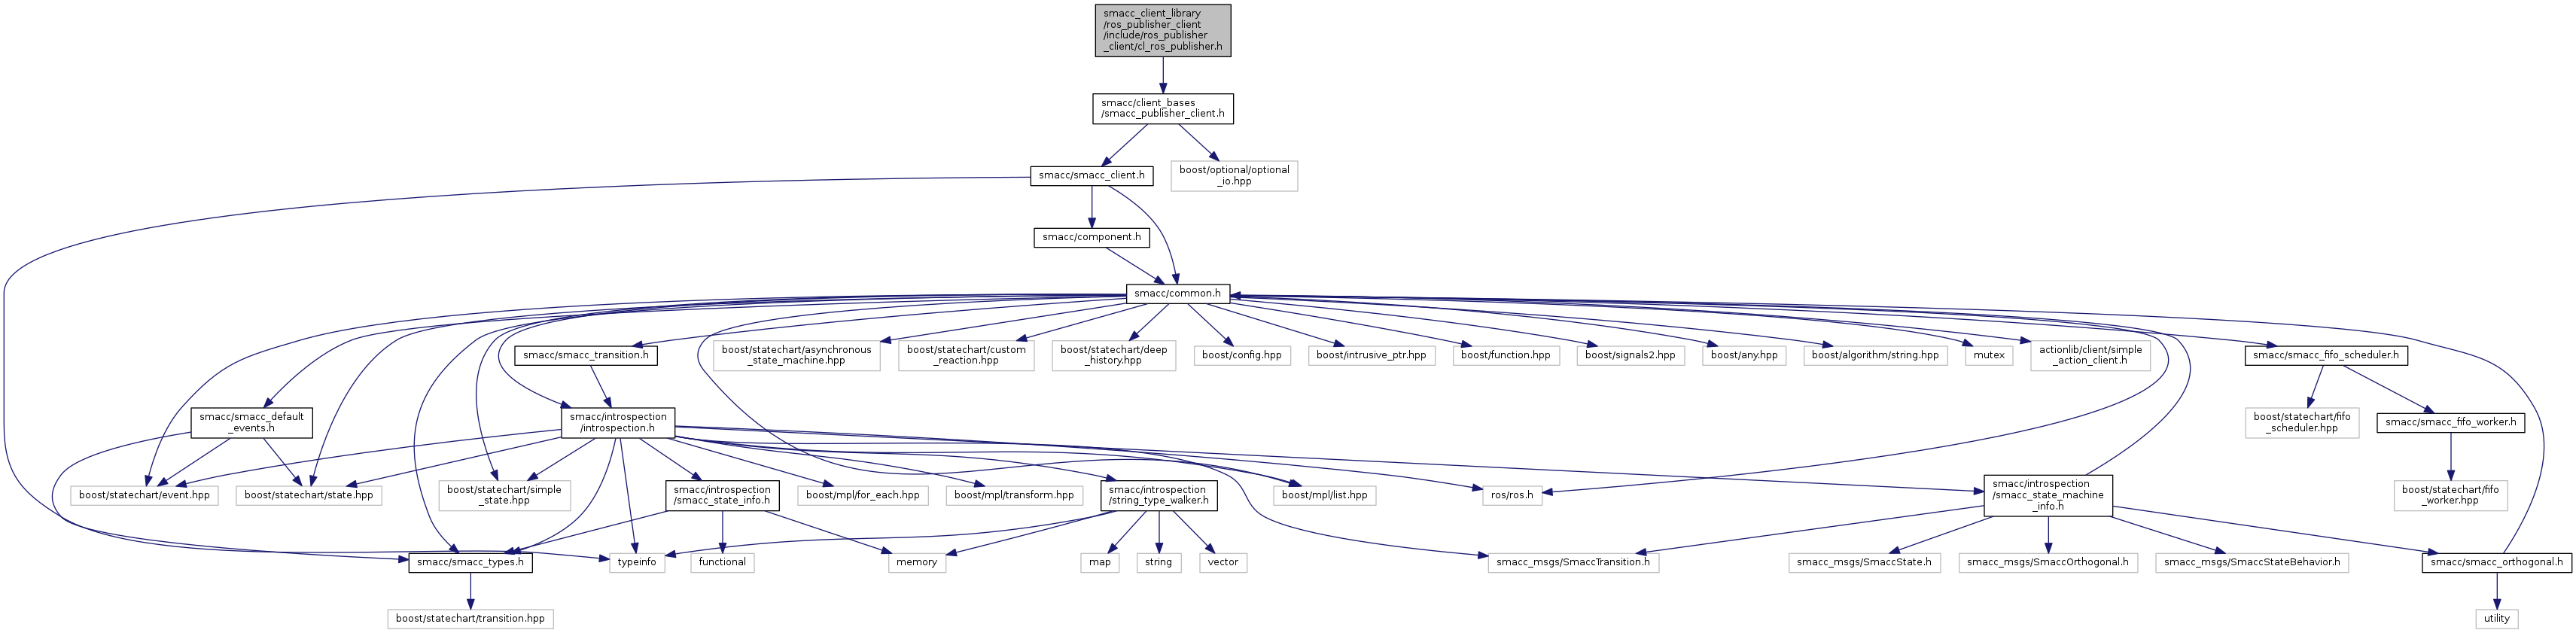 smacc_client_library
/ros_publisher_client
/include/ros_publisher
_client/cl_ros_publisher.h
smacc/client_bases
/smacc_publisher_client.h
smacc/smacc_client.h
boost/optional/optional
_io.hpp
smacc/component.h
smacc/common.h
smacc/smacc_transition.h
boost/statechart/asynchronous
_state_machine.hpp
boost/statechart/custom
_reaction.hpp
boost/statechart/deep
_history.hpp
boost/config.hpp
boost/intrusive_ptr.hpp
boost/function.hpp
boost/signals2.hpp
boost/any.hpp
boost/algorithm/string.hpp
mutex
actionlib/client/simple
_action_client.h
smacc/smacc_fifo_scheduler.h
smacc/smacc_default
_events.h
smacc/introspection
/introspection.h
boost/statechart/fifo
_scheduler.hpp
smacc/smacc_fifo_worker.h
boost/statechart/event.hpp
boost/statechart/state.hpp
boost/statechart/simple
_state.hpp
smacc/introspection
/smacc_state_info.h
boost/mpl/for_each.hpp
boost/mpl/transform.hpp
smacc/introspection
/string_type_walker.h
boost/mpl/list.hpp
ros/ros.h
smacc/introspection
/smacc_state_machine
_info.h
boost/statechart/fifo
_worker.hpp
smacc/smacc_types.h
typeinfo
functional
memory
map
string
vector
smacc_msgs/SmaccTransition.h
smacc_msgs/SmaccState.h
smacc_msgs/SmaccOrthogonal.h
smacc_msgs/SmaccStateBehavior.h
smacc/smacc_orthogonal.h
boost/statechart/transition.hpp
utility